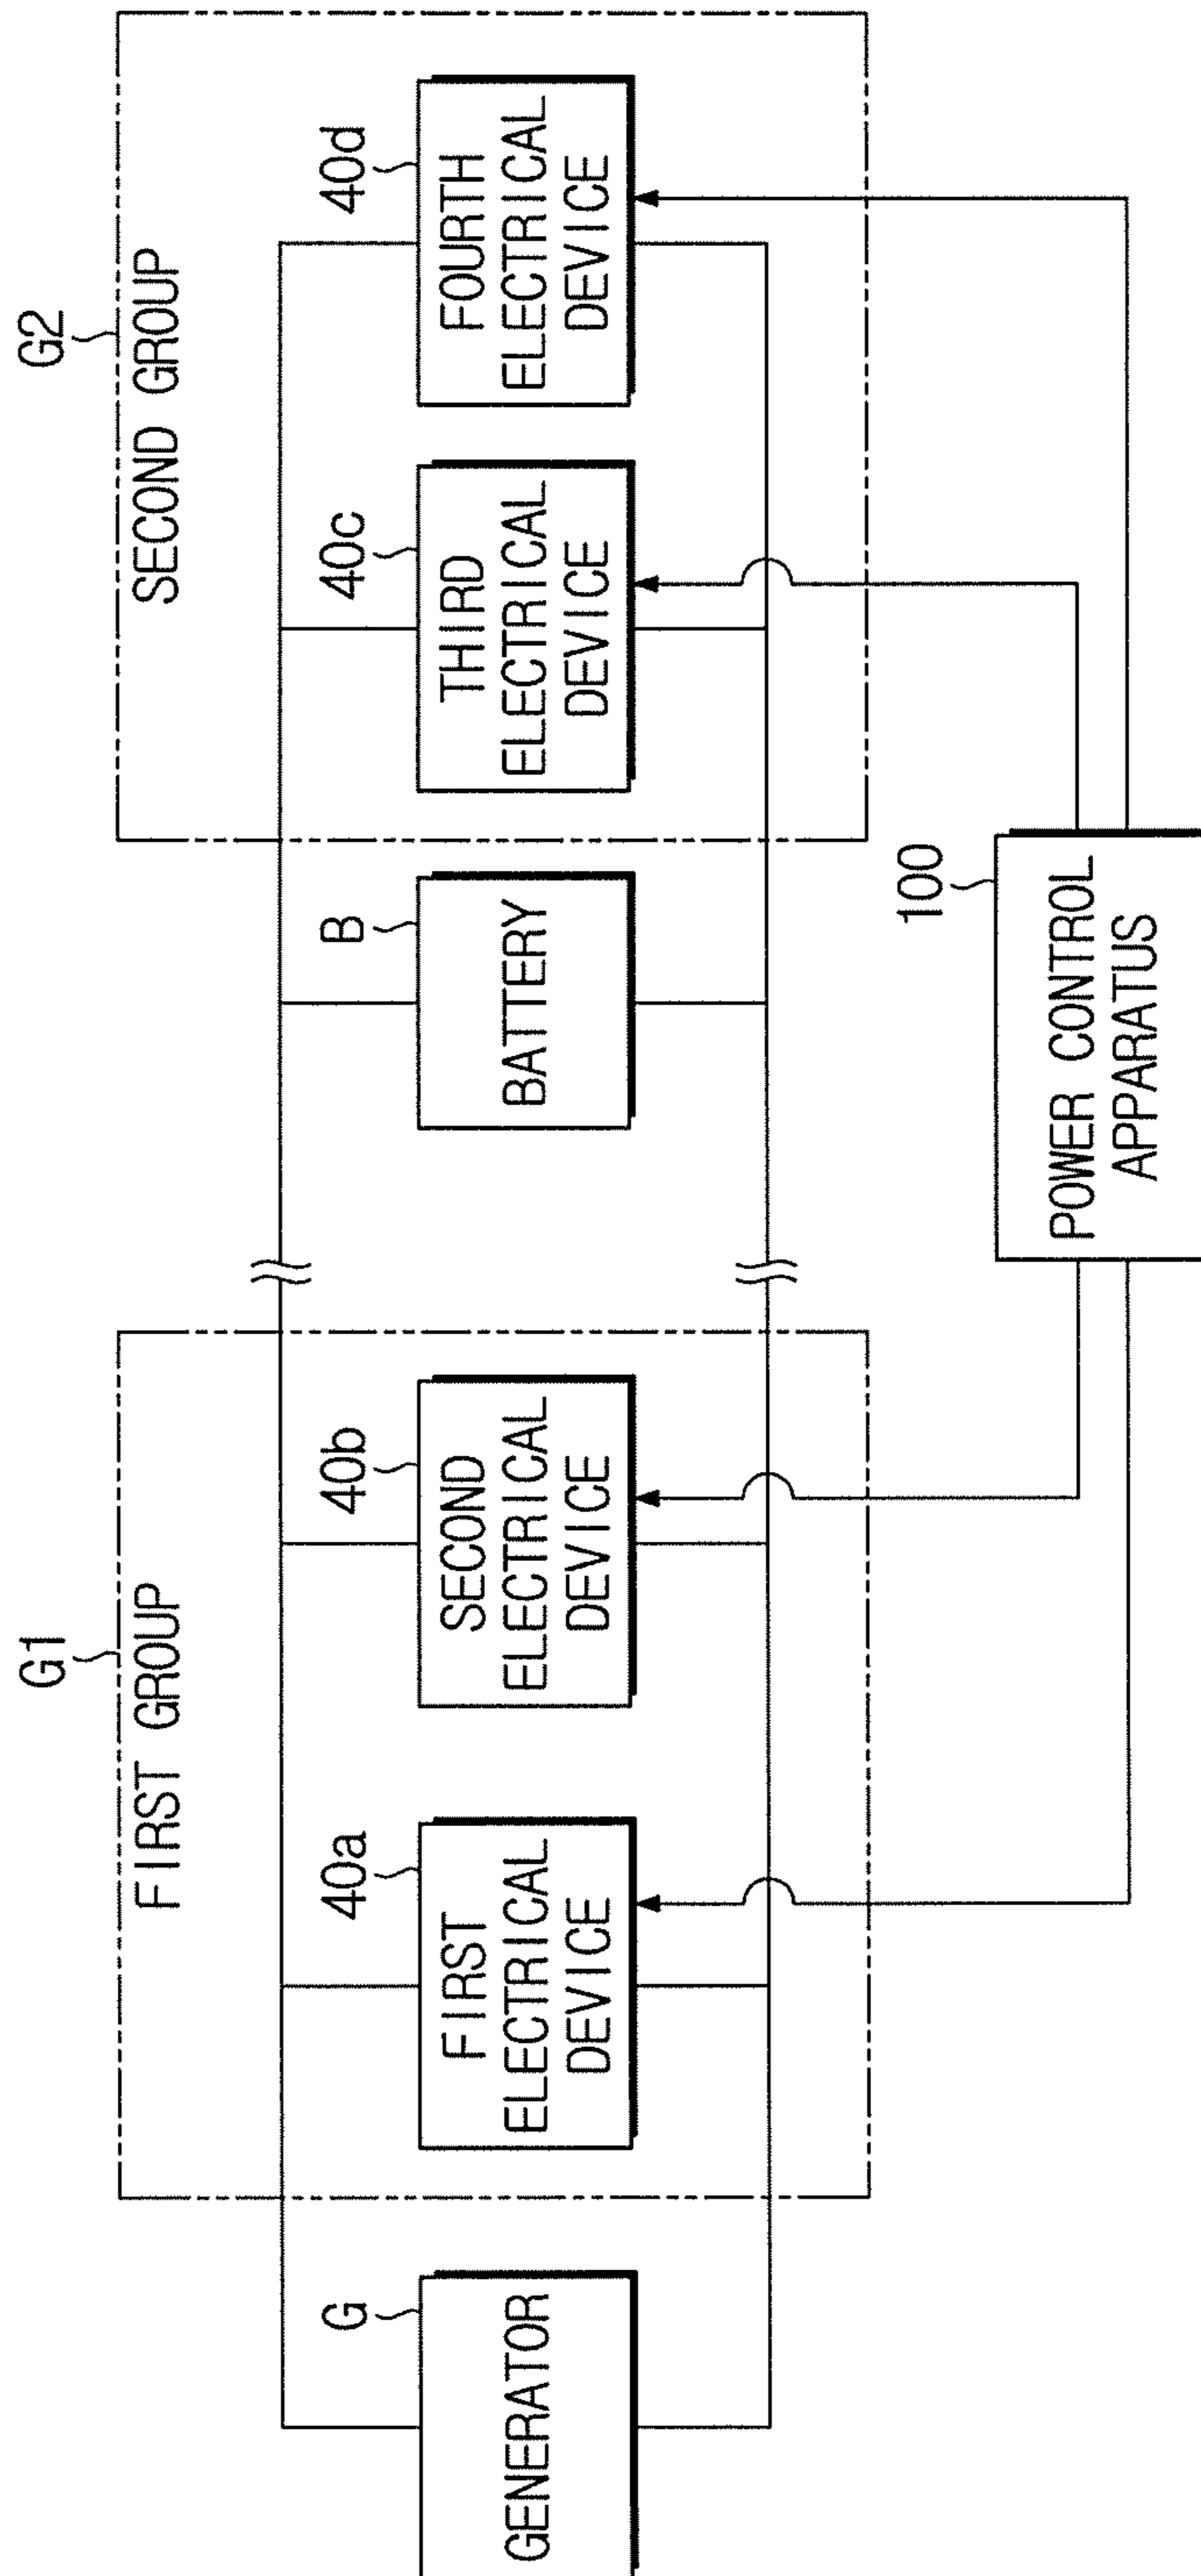 G1
FIRST GROUP
G2
SECOND GROUP
G
GENERATOR
40a
FIRST
ELECTRICAL
DEVICE
40b
SECOND
ELECTRICAL
DEVICE
B
BATTERY
40c
THIRD
ELECTRICAL
DEVICE
40d
FOURTH
ELECTRICAL
DEVICE
100
POWER CONTROL
APPARATUS